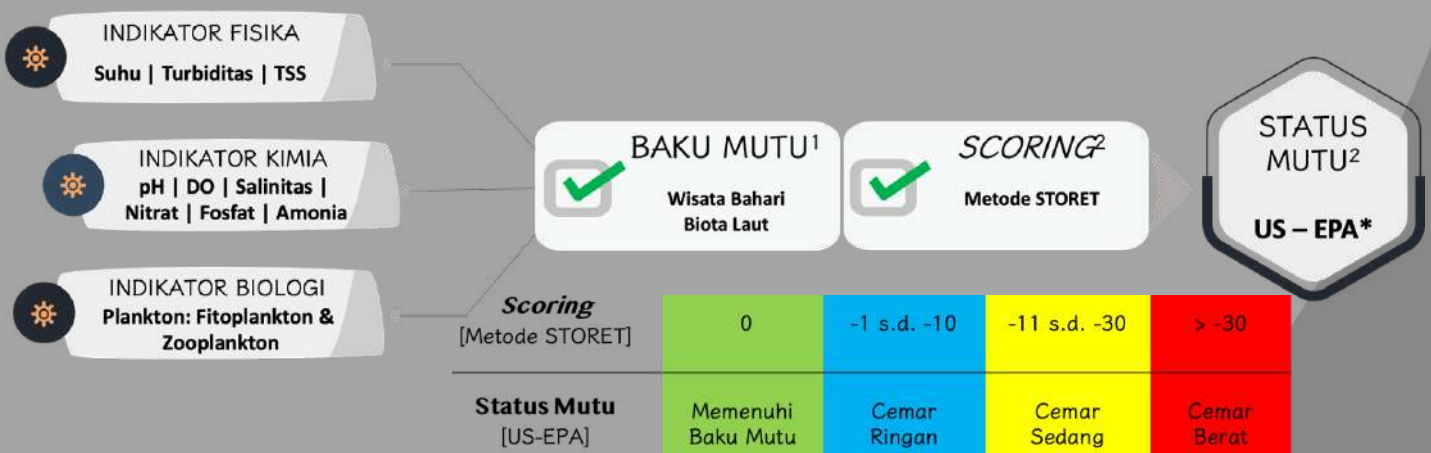 INDIKATOR FISIKA
Suhu | Turbiditas | TSS
INDIKATOR KIMIA
pH | DO | Salinitas |
Nitrat | Fosfat | Amonia
INDIKATOR BIOLOGI
Plankton: Fitoplankton &
Zooplankton
BAKU MUTU¹
Wisata Bahari
Biota Laut
SCORING²
Metode STORET
STATUS
MUTU²
US – EPA*
Scoring
[Metode STORET]
0
-1 s.d. -10
-11 s.d. -30
> -30
Status Mutu
[US-EPA]
Memenuhi
Baku Mutu
Cemar
Ringan
Cemar
Sedang
Cemar
Berat